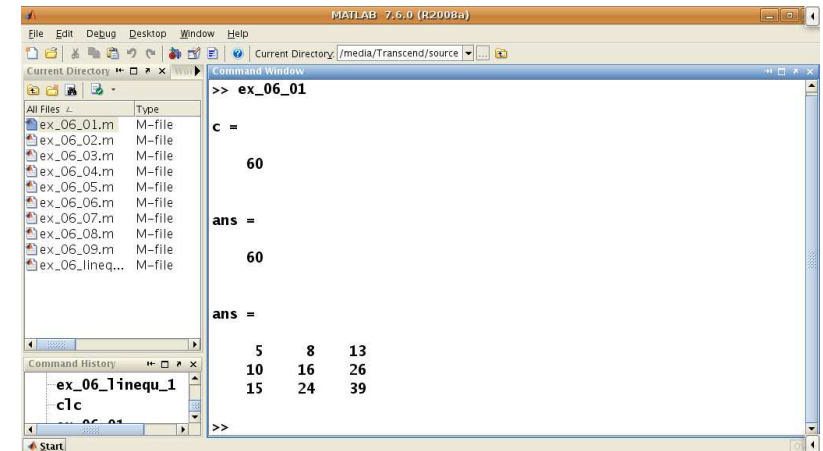 MATLAB 7.6.0 (R2008a)
File Edit Debug Desktop Window Help
Current Directory: /media/Transcend/source ...
Current Directory
Command Window
All Files Type
ex_06_01.m M-file
ex_06_02.m M-file
ex_06_03.m M-file
ex_06_04.m M-file
ex_06_05.m M-file
ex_06_06.m M-file
ex_06_07.m M-file
ex_06_08.m M-file
ex_06_09.m M-file
ex_06_lineq... M-file
Command History
ex_06_linequ_1
clc
>> ex_06_01
c =
60
ans =
60
ans =
5 8 13
10 16 26
15 24 39
>>
Start